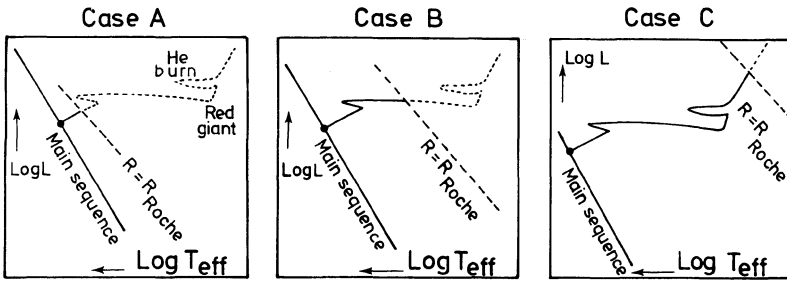 Case A
He
burn
Red
giant
Log L
Main sequence
R = R
Roche
← Log Teff
Case B
Log L
Main sequence
R = R
Roche
← Log Teff
Case C
Log L
R = R
Roche
Main sequence
← Log Teff